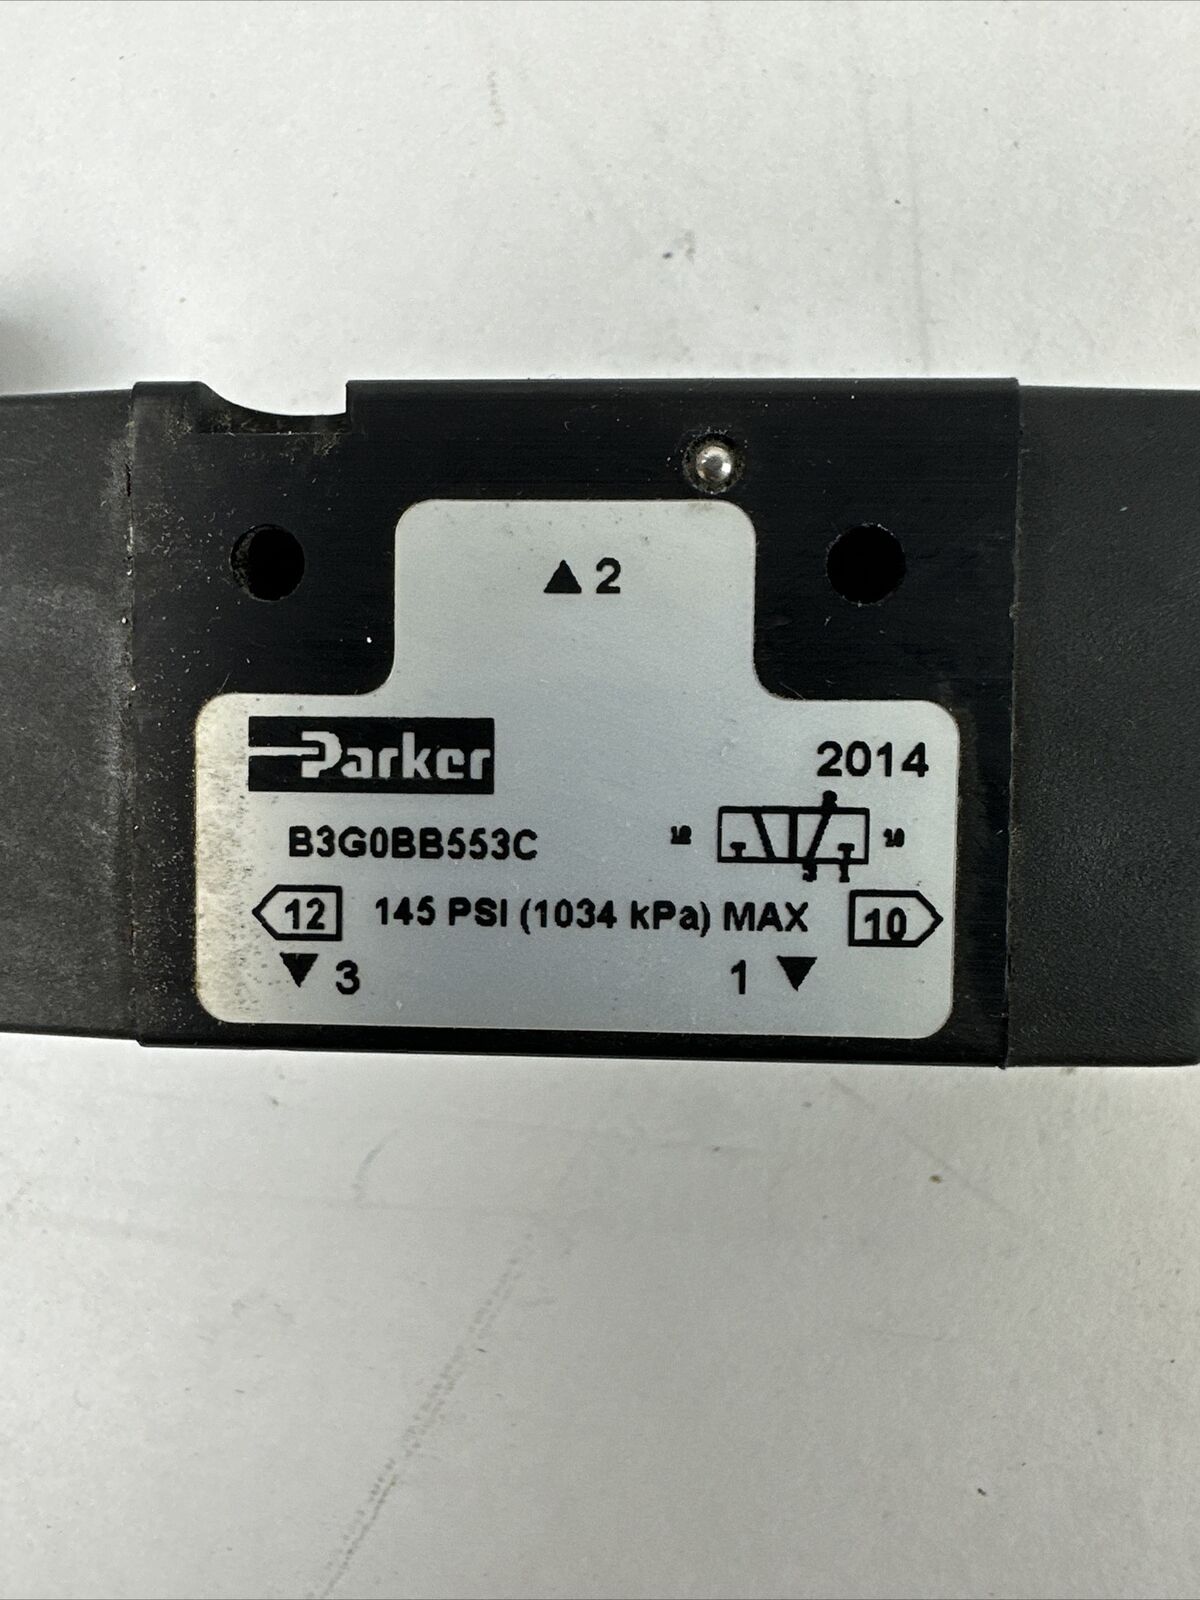 ▲ 2
Parker
2014
B3G0BB553C
12
145 PSI (1034 kPa) MAX
10
▼ 3
1 ▼